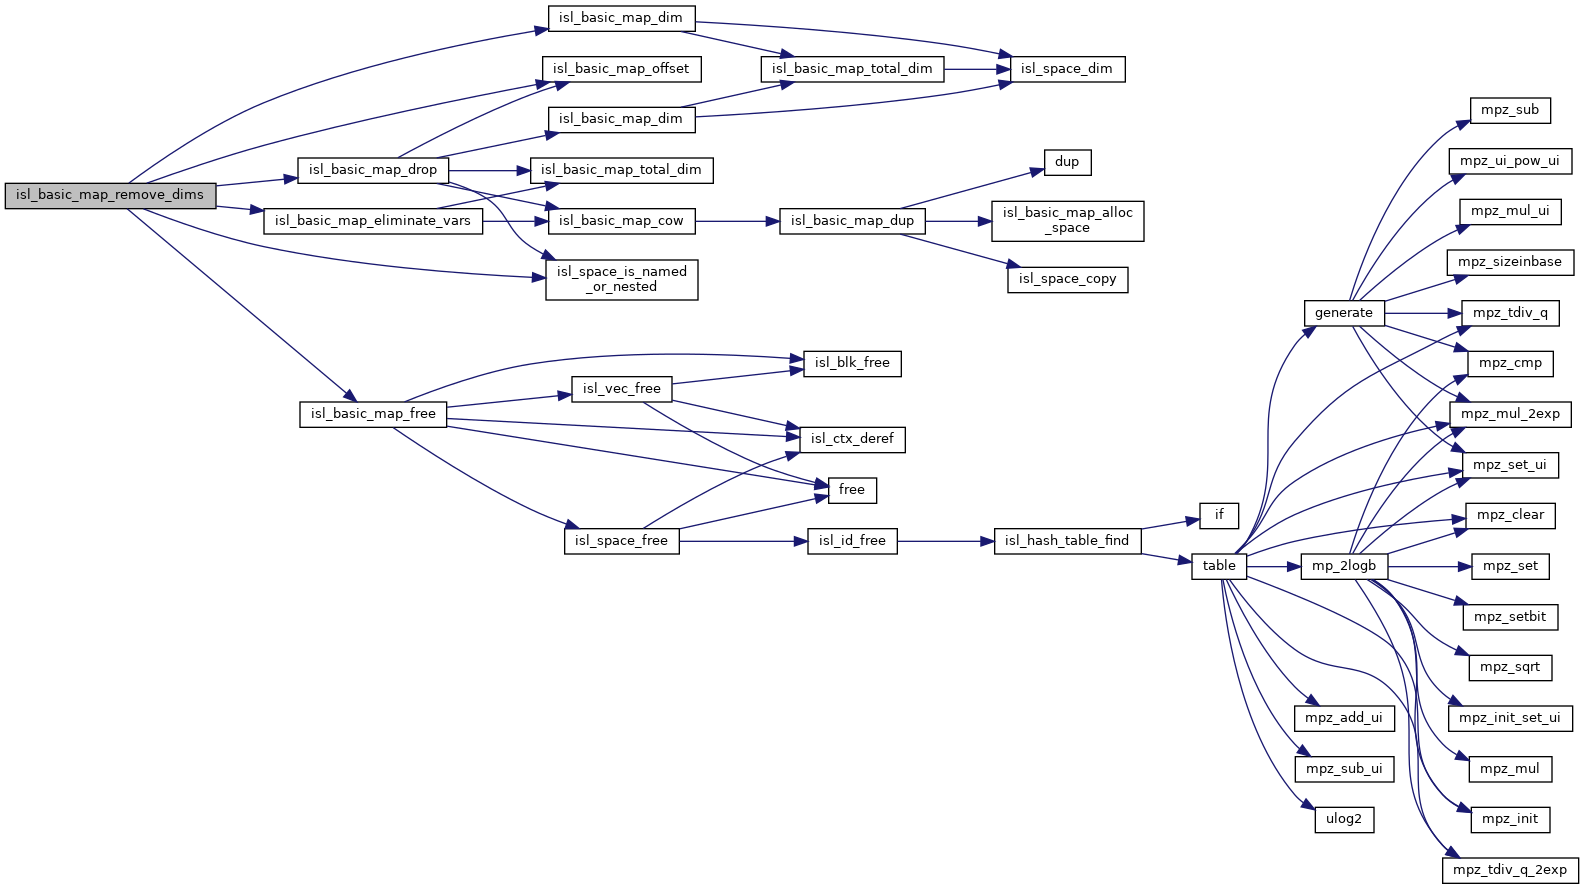 isl_basic_map_remove_dims
isl_basic_map_dim
isl_basic_map_offset
isl_basic_map_dim
isl_basic_map_drop
isl_basic_map_total_dim
isl_basic_map_eliminate_vars
isl_basic_map_cow
isl_space_is_named
_or_nested
isl_basic_map_total_dim
isl_space_dim
isl_basic_map_dup
dup
isl_basic_map_alloc
_space
isl_space_copy
isl_basic_map_free
isl_blk_free
isl_vec_free
isl_ctx_deref
free
isl_space_free
isl_id_free
isl_hash_table_find
if
table
generate
mp_2logb
mpz_add_ui
mpz_sub_ui
ulog2
mpz_sub
mpz_ui_pow_ui
mpz_mul_ui
mpz_sizeinbase
mpz_tdiv_q
mpz_cmp
mpz_mul_2exp
mpz_set_ui
mpz_clear
mpz_set
mpz_setbit
mpz_sqrt
mpz_init_set_ui
mpz_mul
mpz_init
mpz_tdiv_q_2exp